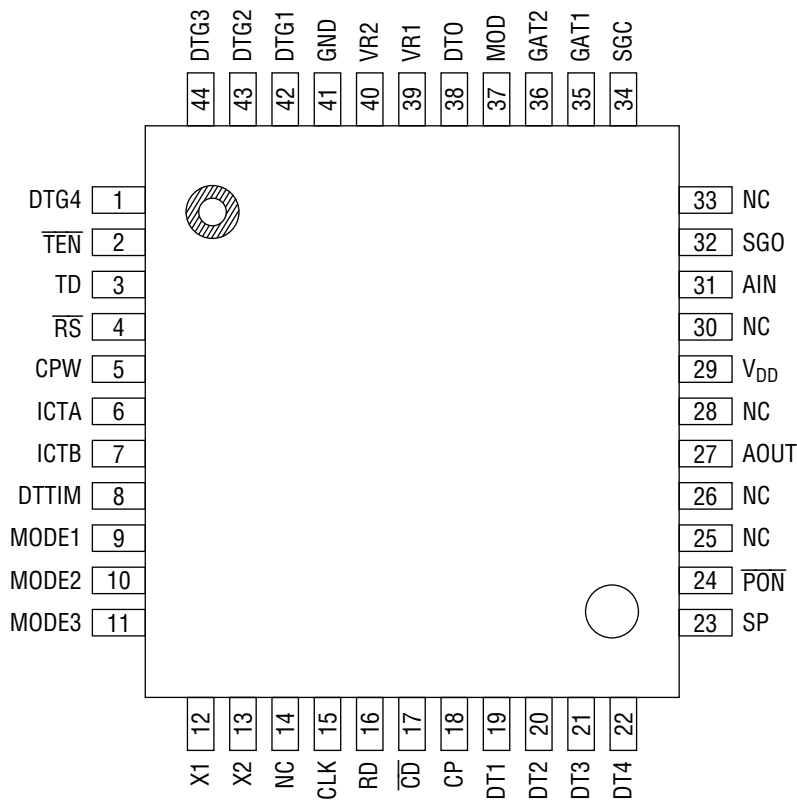 DTG3 DTG2 DTG1 GND VR2 VR1 DTO MOD GAT2 GAT1 SGC
44 43 42 41 40 39 38 37 36 35 34
DTG4 1 33 NC
T̅E̅N̅ 2 32 SGO
TD 3 31 AIN
R̅S̅ 4 30 NC
CPW 5 29 VDD
ICTA 6 28 NC
ICTB 7 27 AOUT
DTTIM 8 26 NC
MODE1 9 25 NC
MODE2 10 24 P̅O̅N̅
MODE3 11 23 SP
12 13 14 15 16 17 18 19 20 21 22
X1 X2 NC CLK RD C̅D̅ CP DT1 DT2 DT3 DT4